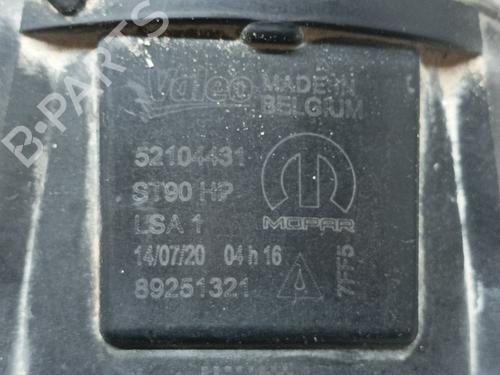 B-PARTS
Valeo MADE IN
BELGIUM
52104431
ST90 HP
LSA 1
MOPAR
14/07/20 04 h 16
89251321
7FF5